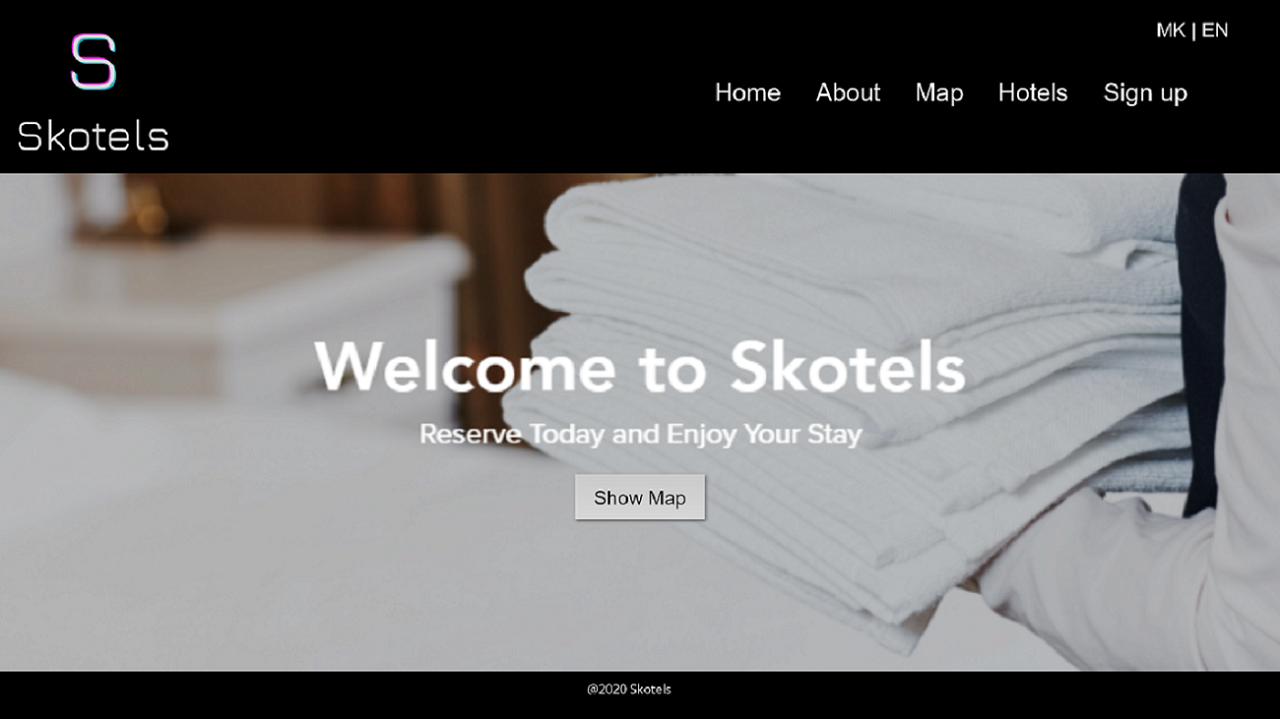 S
Skotels
MK | EN
Home About Map Hotels Sign up
Welcome to Skotels
Reserve Today and Enjoy Your Stay
Show Map
@2020 Skotels